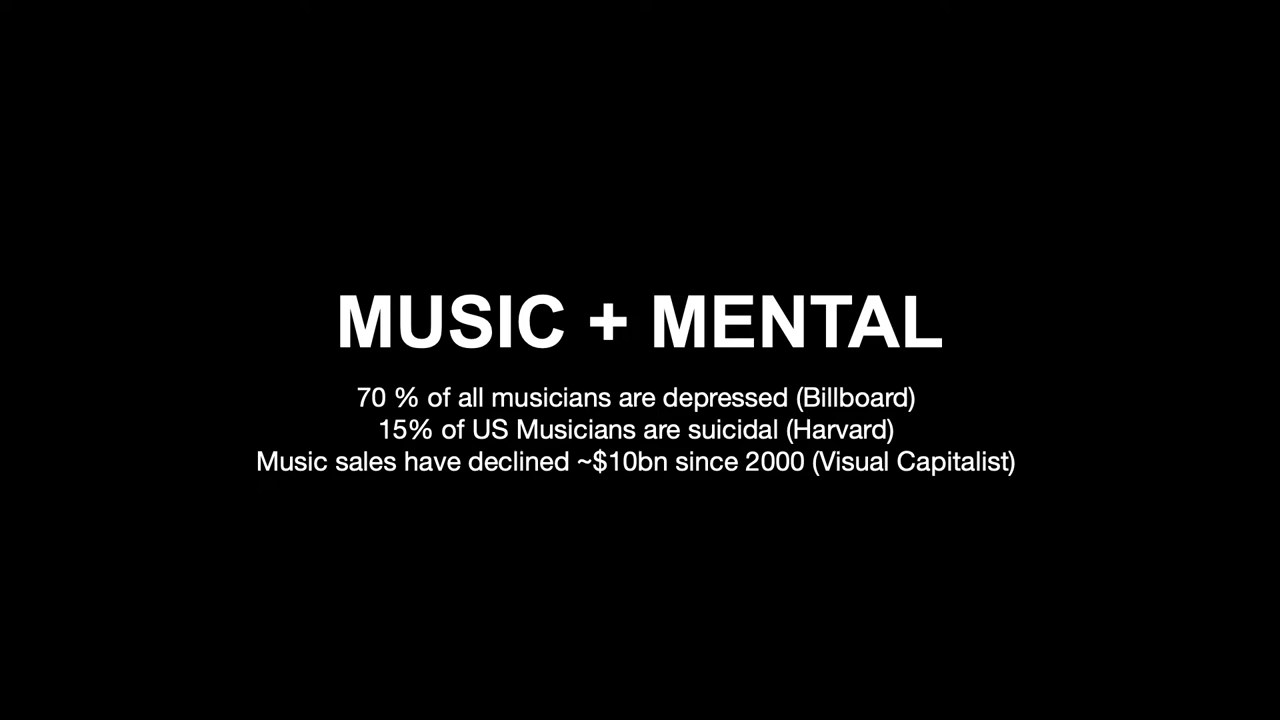 MUSIC + MENTAL
70 % of all musicians are depressed (Billboard)
15% of US Musicians are suicidal (Harvard)
Music sales have declined ~$10bn since 2000 (Visual Capitalist)